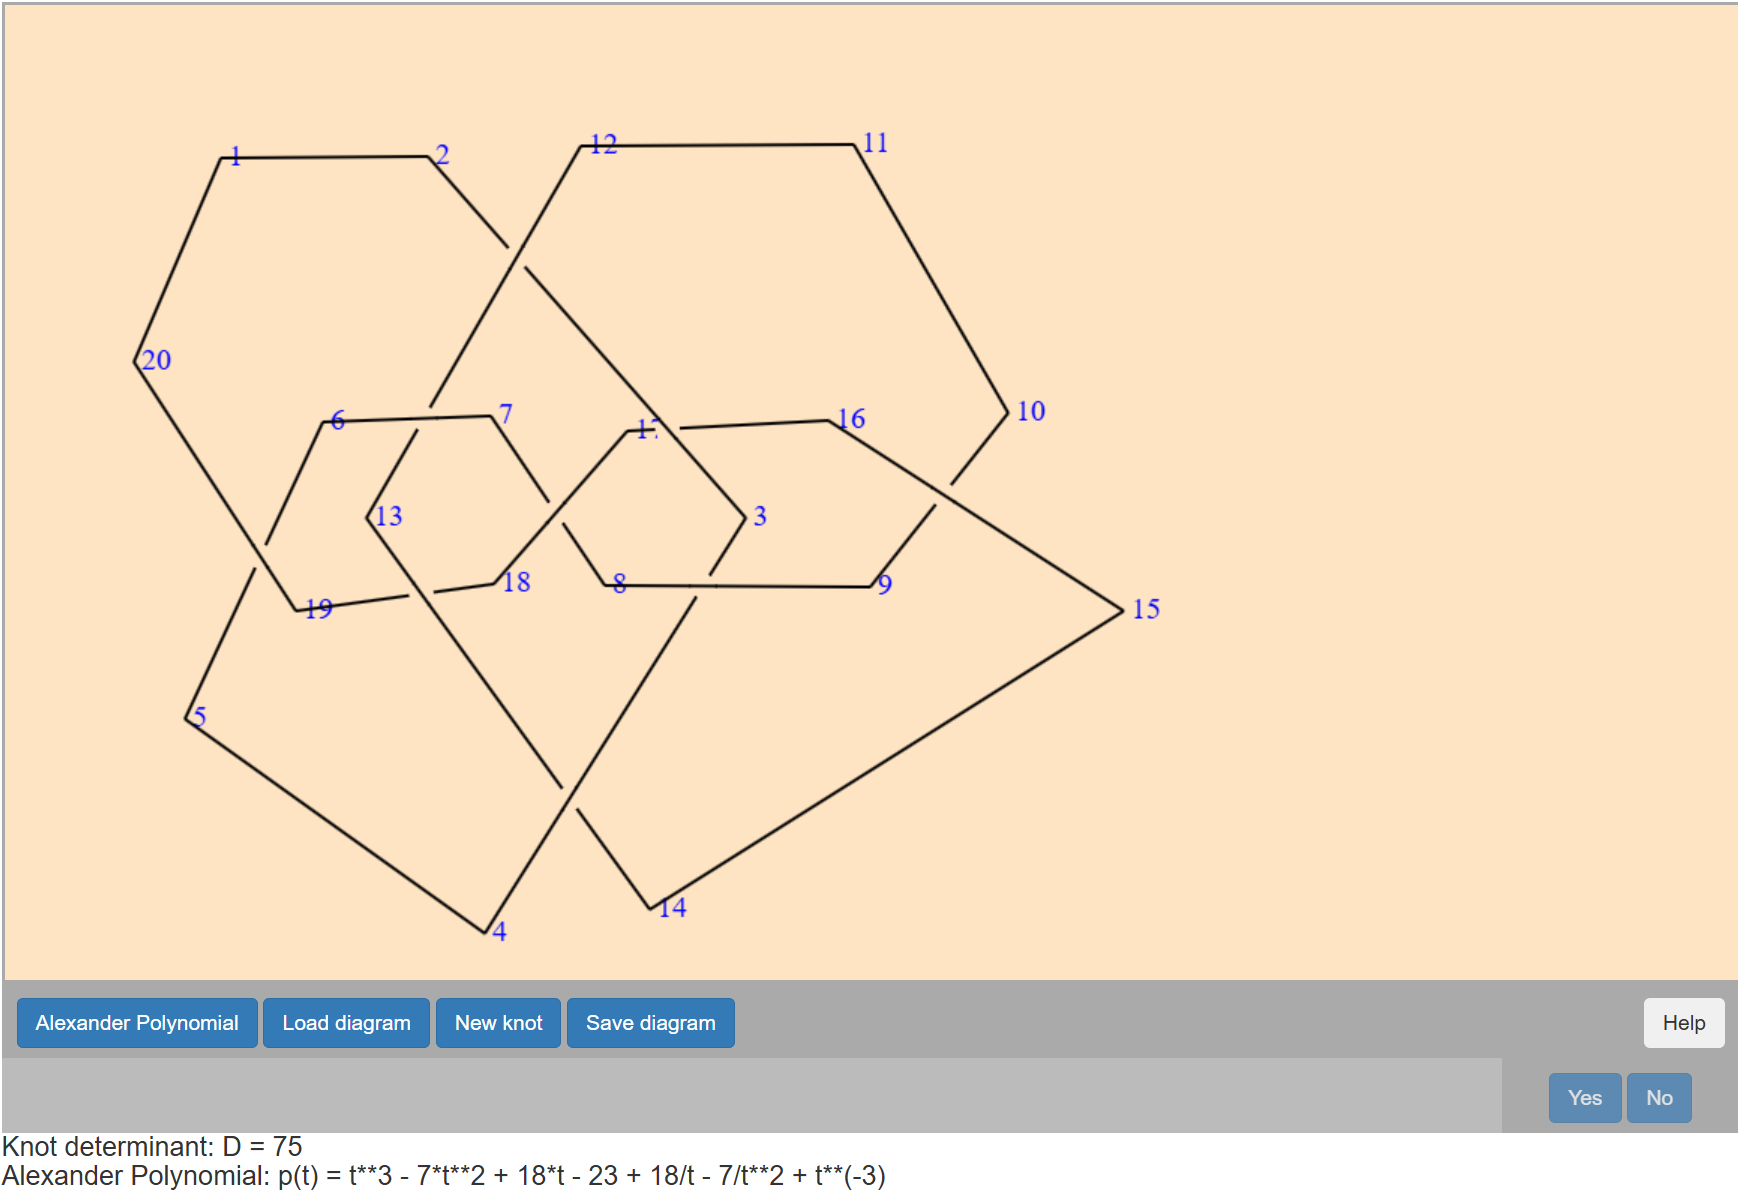 12 11
1 2
20
6 7 16 10
13 3
18 8 9
19 15
5
14
4
Alexander Polynomial Load diagram New knot Save diagram Help
Yes No
Knot determinant: D = 75
Alexander Polynomial: p(t) = t**3 - 7*t**2 + 18*t - 23 + 18/t - 7/t**2 + t**(-3)